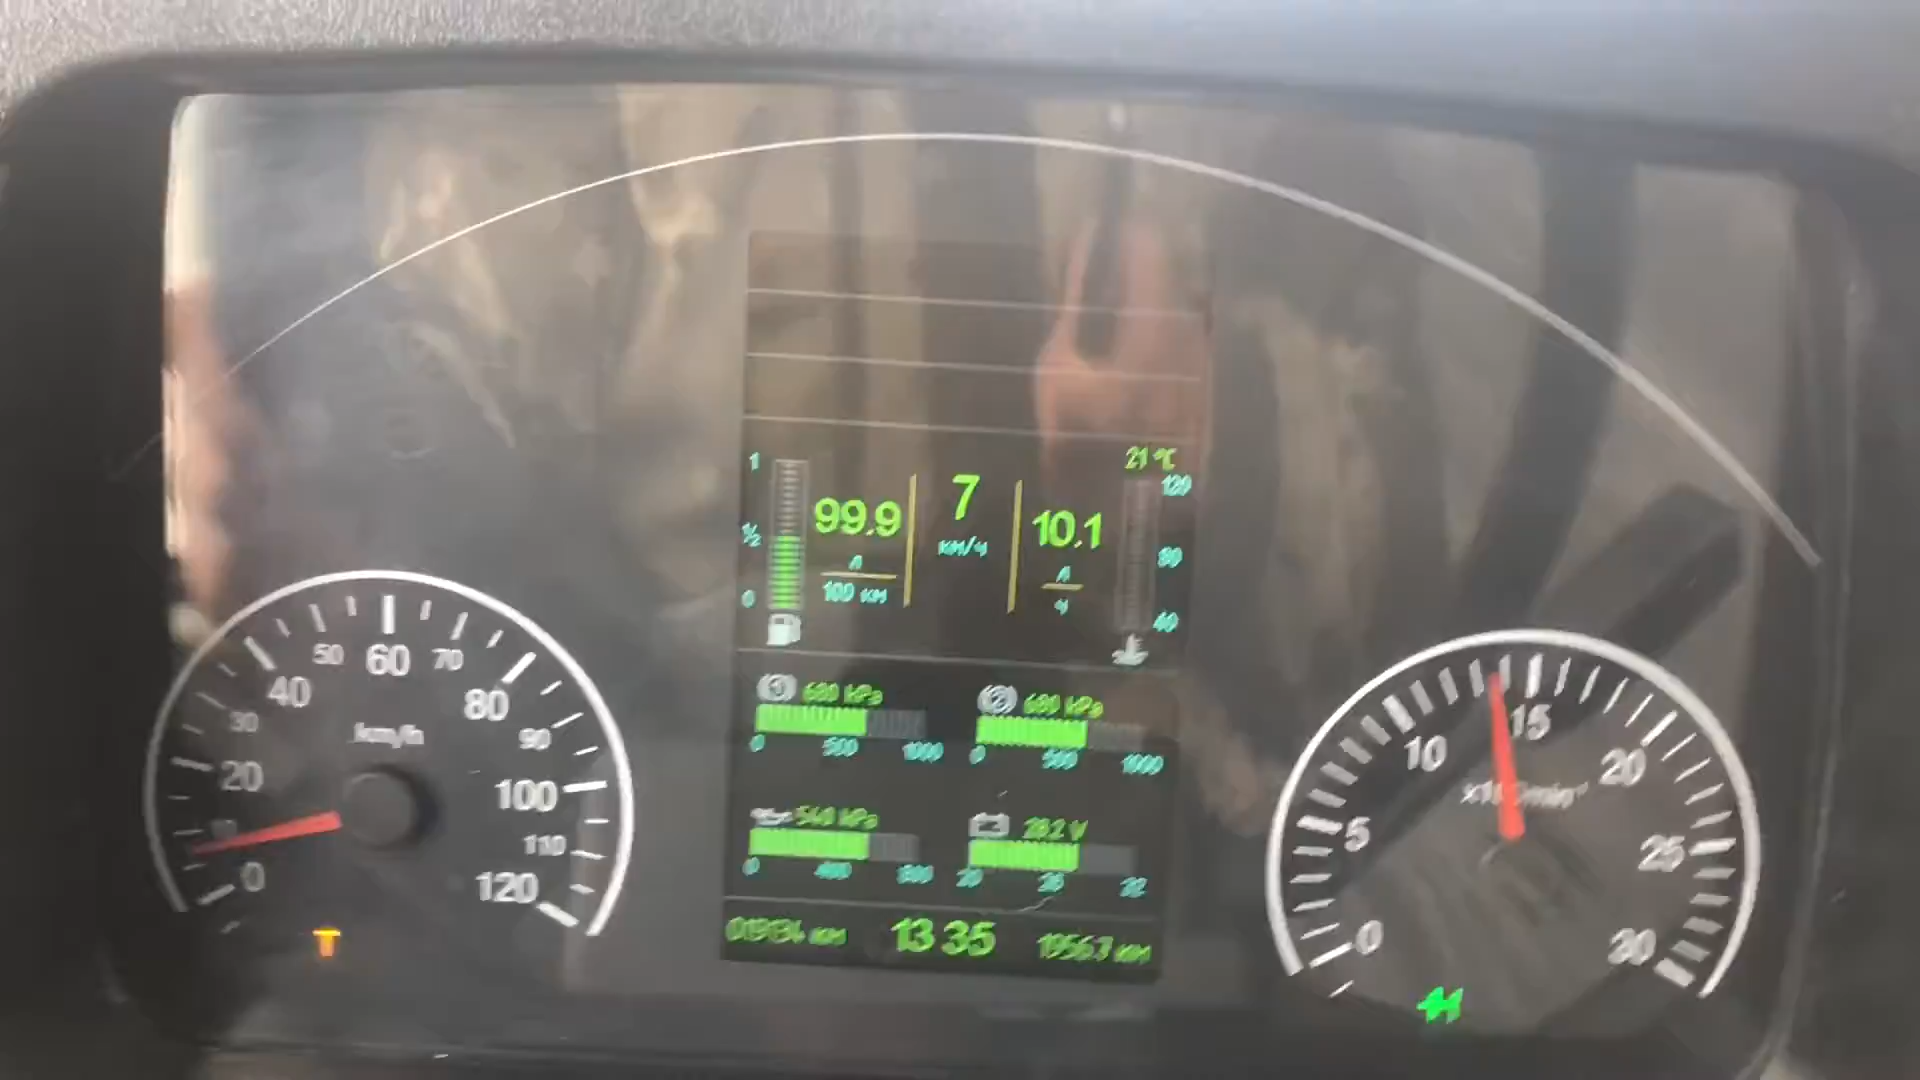 21 °C
1
99.9
7
10.1
120
1/2
л
100 км
км/ч
л
ч
80
0
40
1 680 kPa
2 680 kPa
0 500 1000
0 500 1000
540 kPa
28.2 V
0 400 800
20 26 32
13 35
1956.7 км
0 20 30 40 50 60 70 80 90 100 110 120
km/h
0 5 10 15 20 25 30